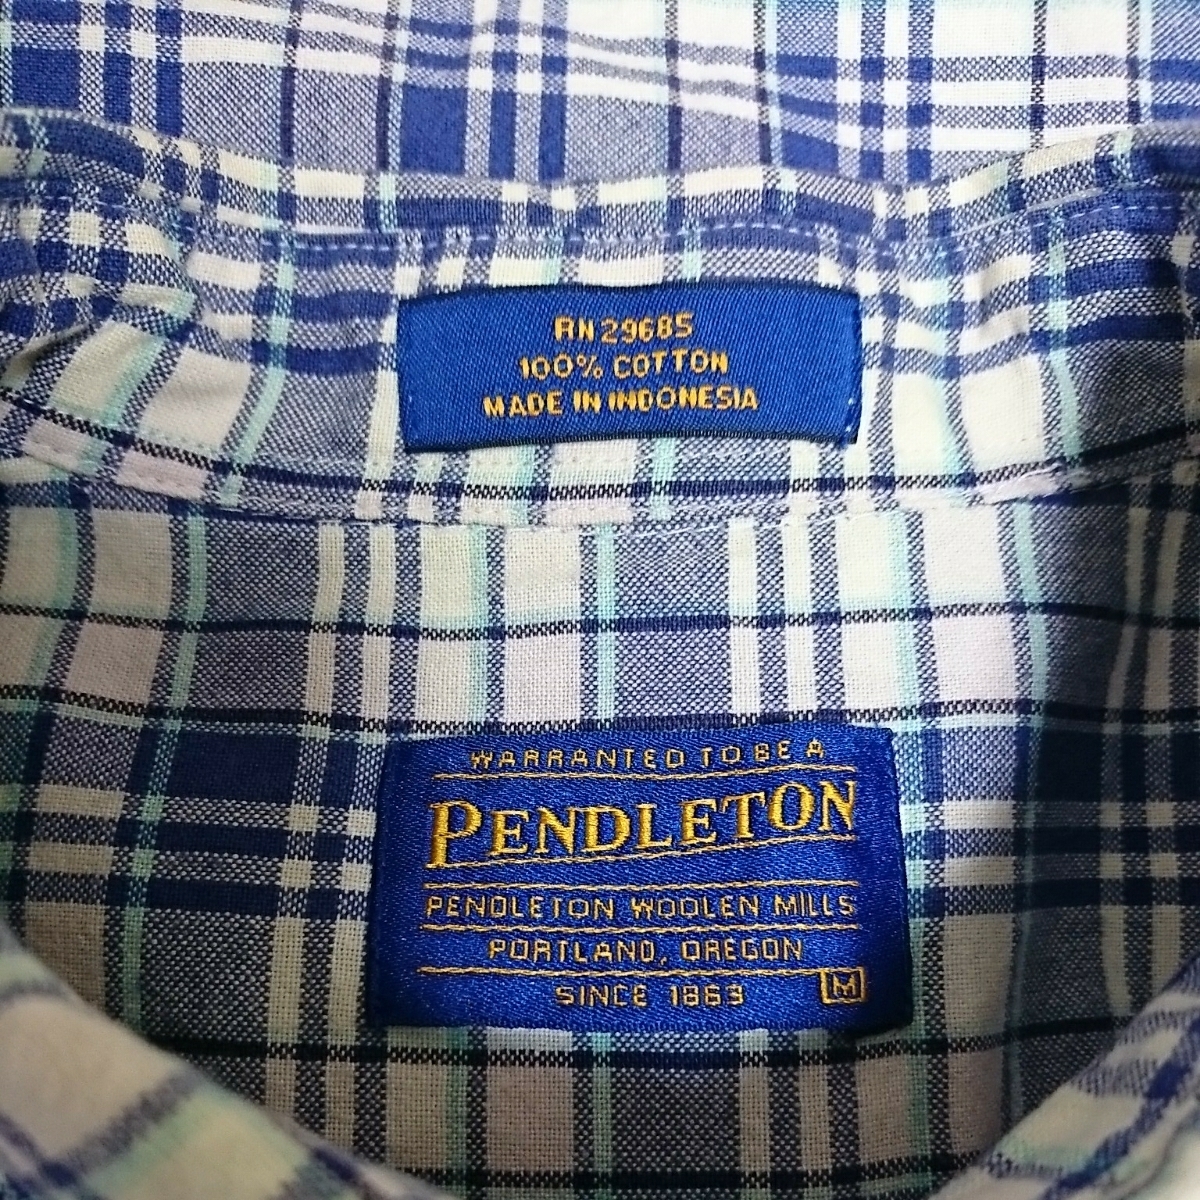 RN 29685
100% COTTON
MADE IN INDONESIA
WARRANTED TO BE A
PENDLETON
PENDLETON WOOLEN MILLS
PORTLAND, OREGON
SINCE 1863 M